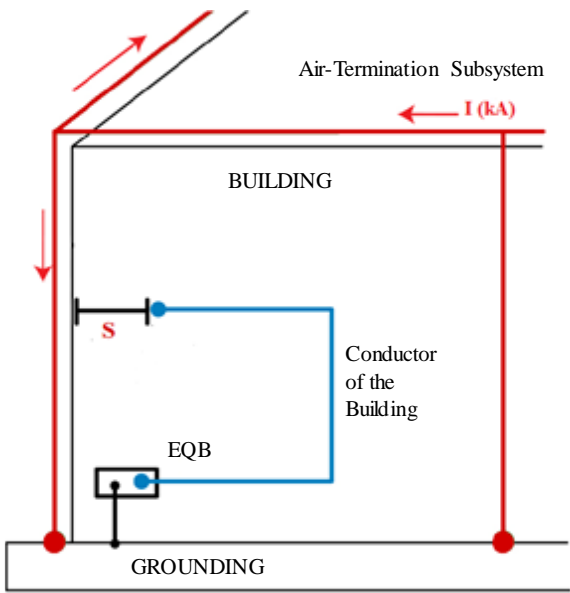 Air-Termination Subsystem
I (kA)
BUILDING
S
Conductor
of the
Building
EQB
GROUNDING